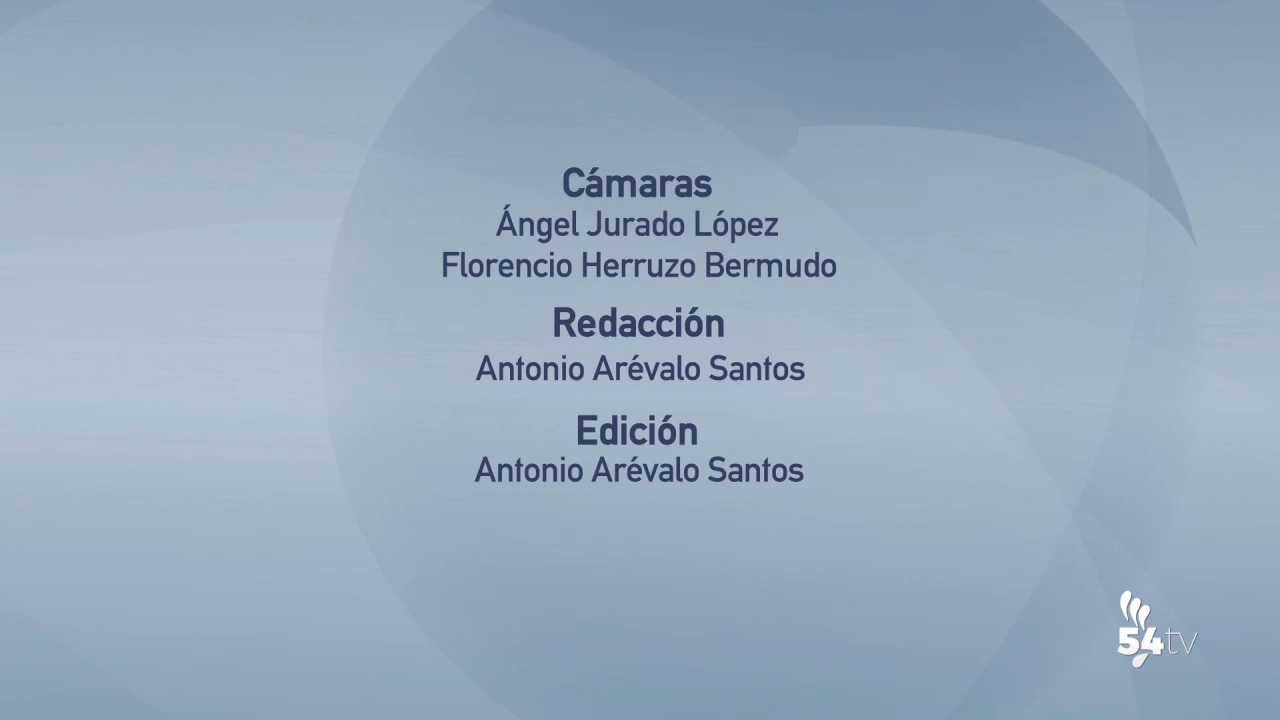 Cámaras
Ángel Jurado López
Florencio Herruzo Bermudo
Redacción
Antonio Arévalo Santos
Edición
Antonio Arévalo Santos
54tv